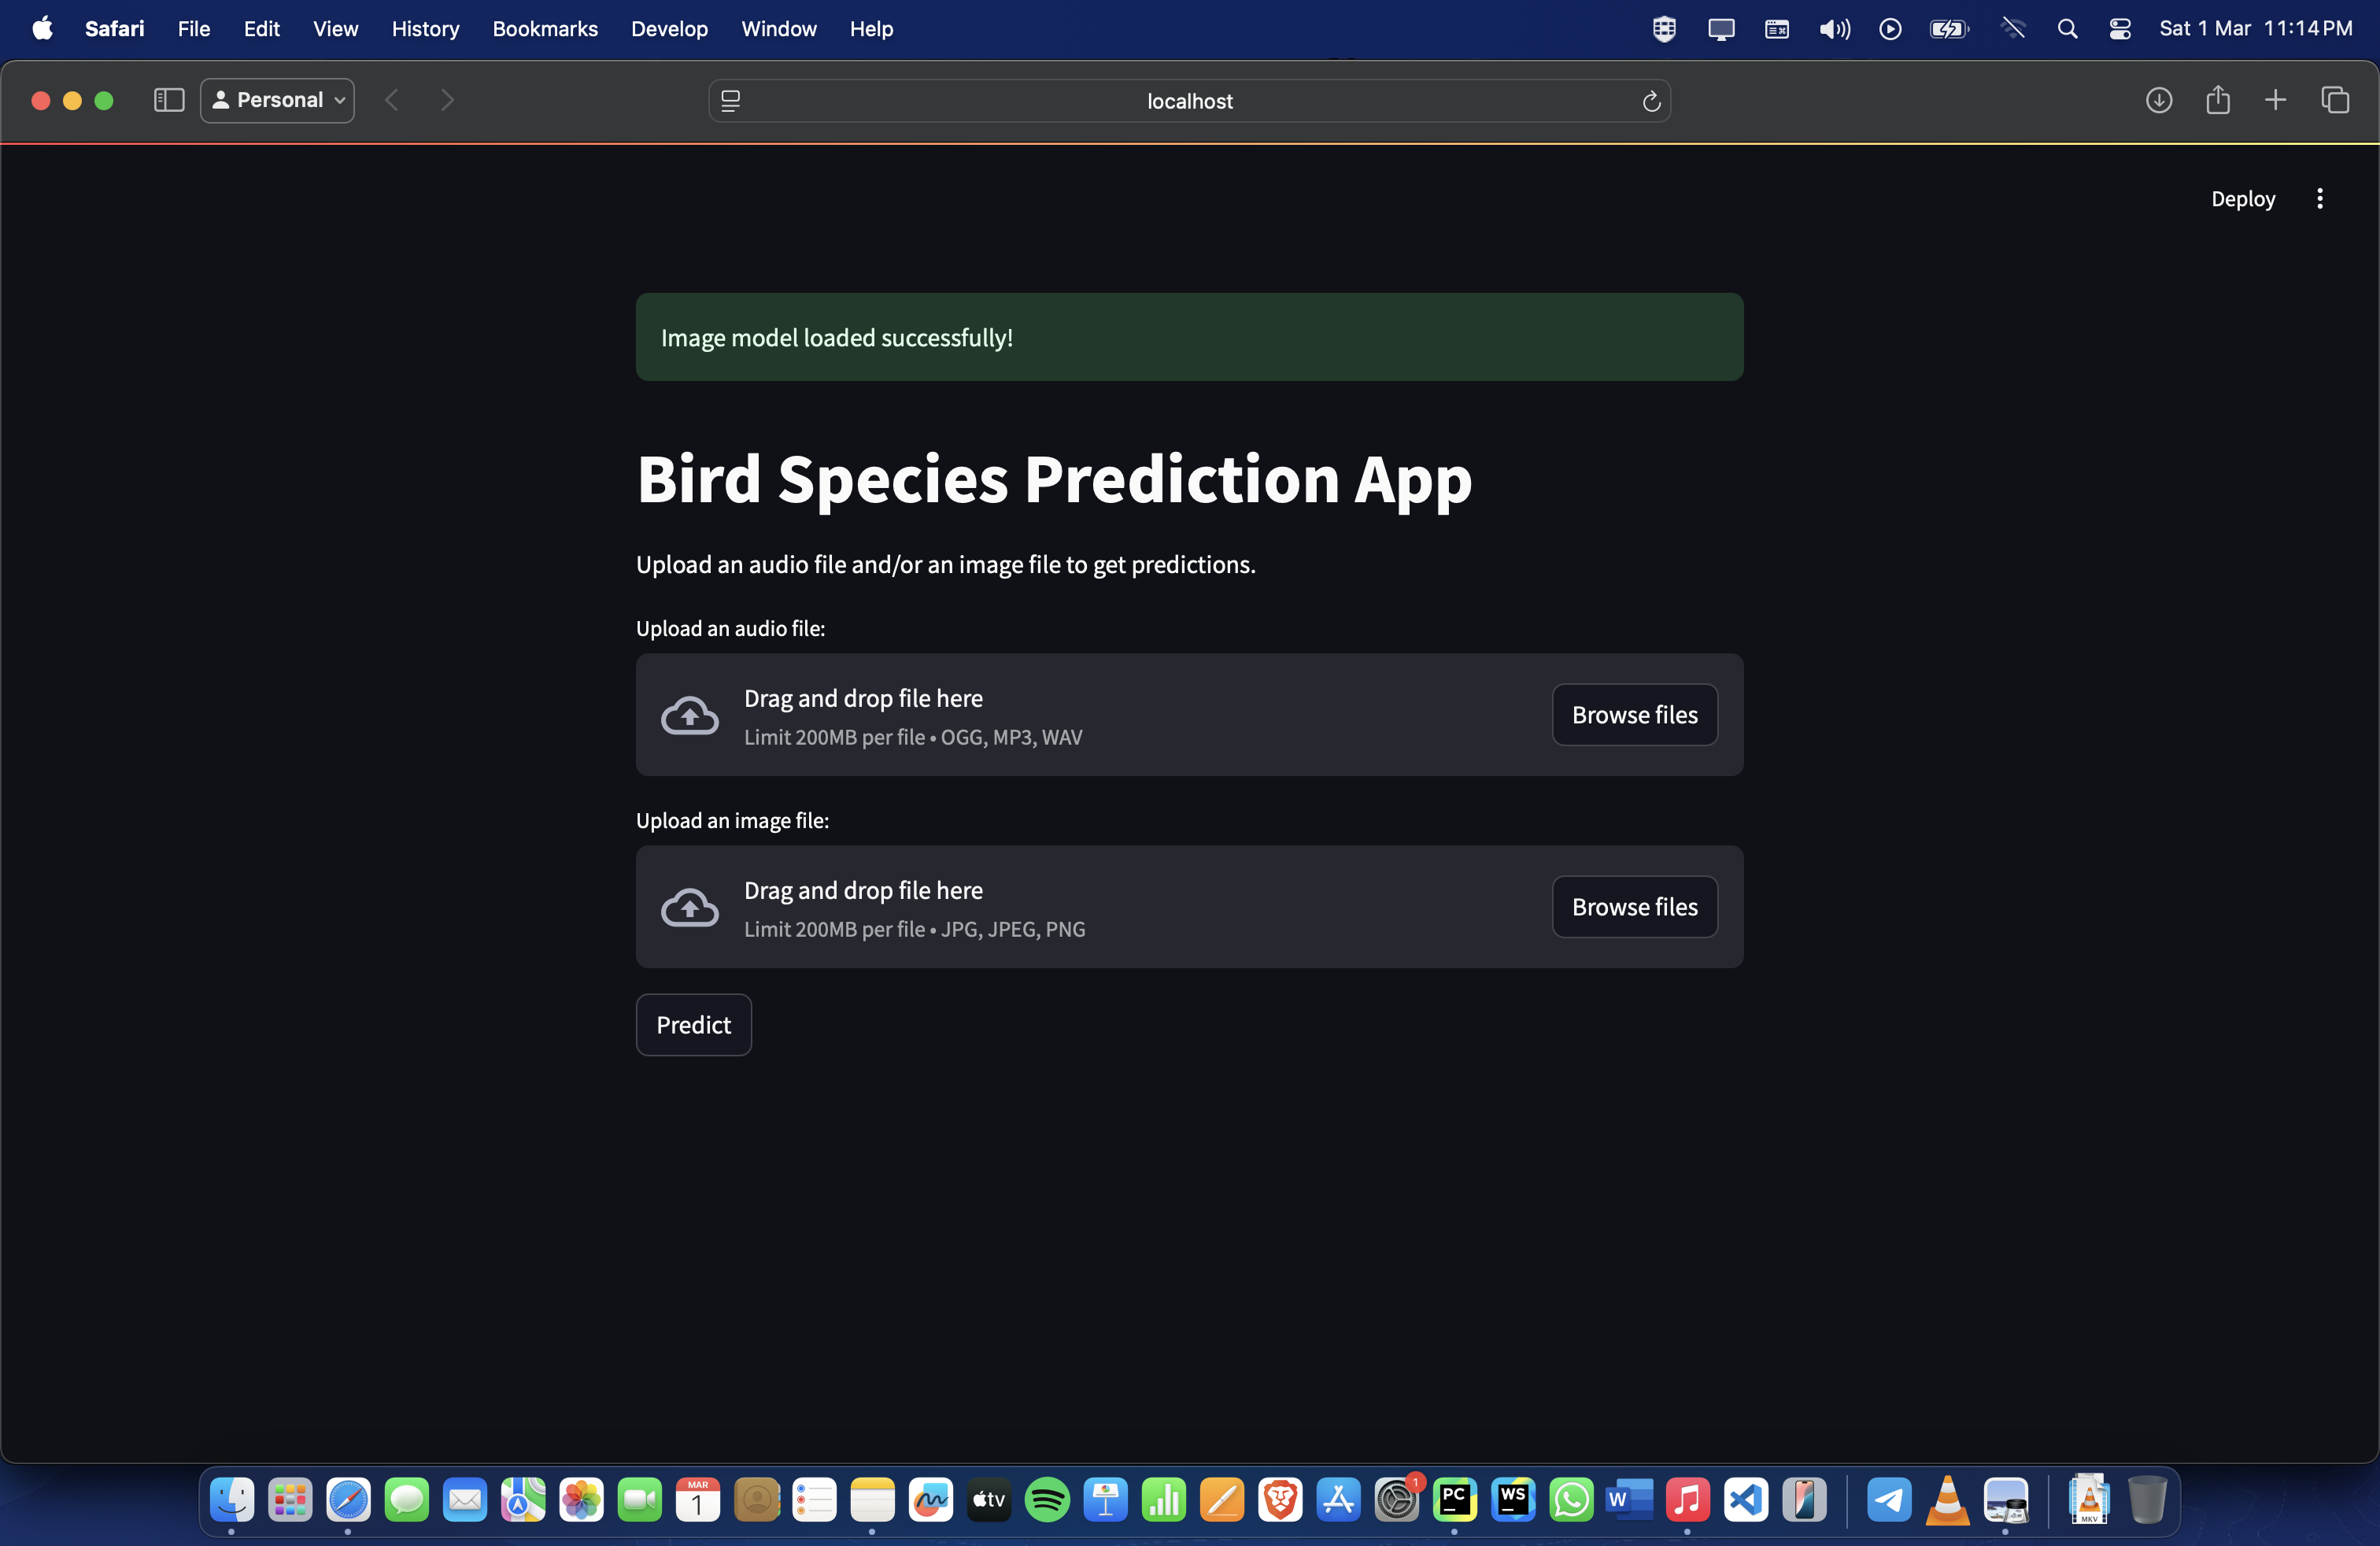 Safari File Edit View History Bookmarks Develop Window Help Sat 1 Mar 11:14 PM
Personal localhost
Deploy
Image model loaded successfully!
Bird Species Prediction App
Upload an audio file and/or an image file to get predictions.
Upload an audio file:
Drag and drop file here
Limit 200MB per file • OGG, MP3, WAV
Browse files
Upload an image file:
Drag and drop file here
Limit 200MB per file • JPG, JPEG, PNG
Browse files
Predict
MAR
1
tv
1
PC
WS
W
MKV